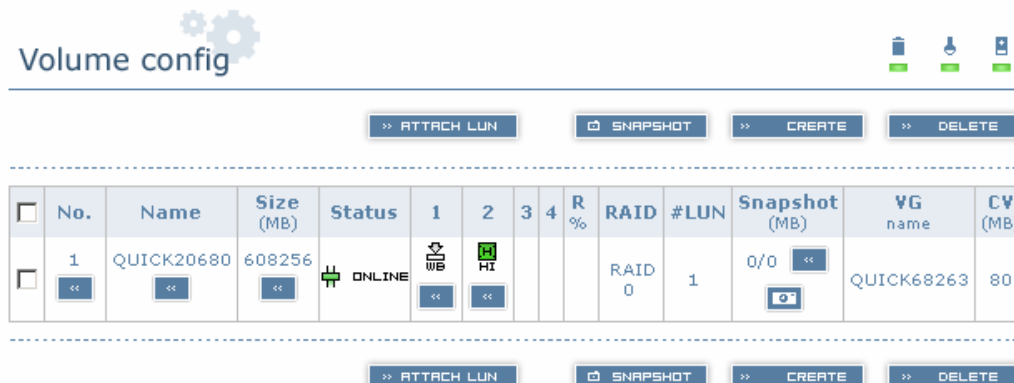 Volume config
ATTACH LUN SNAPSHOT CREATE DELETE
No. Name Size (MB) Status 1 2 3 4 R % RAID #LUN Snapshot (MB) VG name CV (MB
1 QUICK20680 608256 WB HI ONLINE RAID 0 1 0/0 QUICK68263 80
ATTACH LUN SNAPSHOT CREATE DELETE